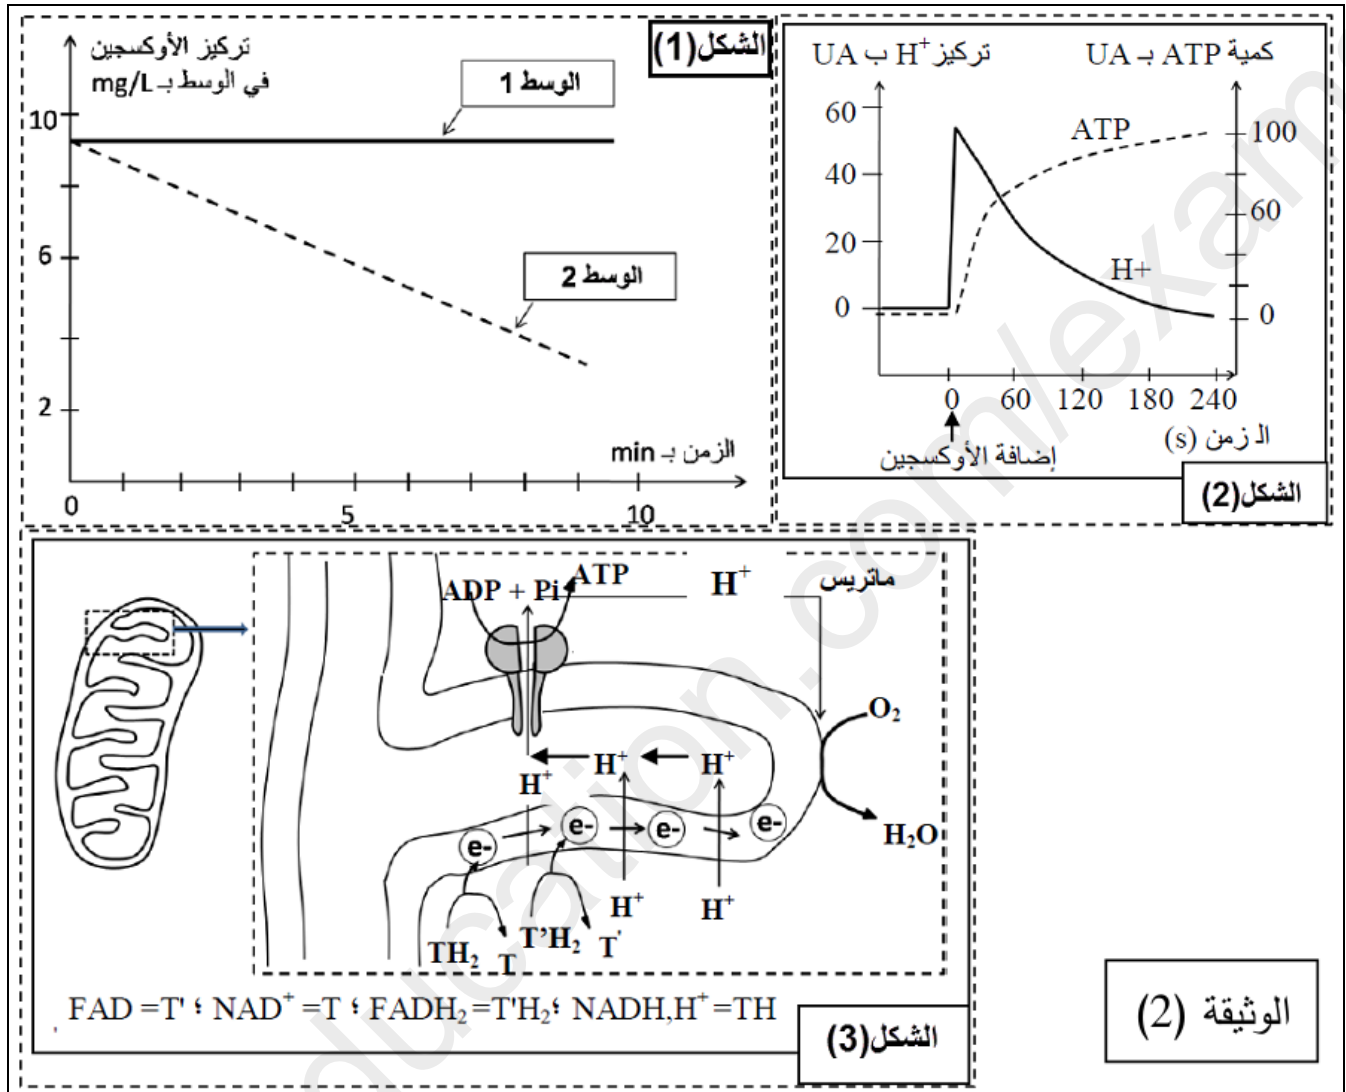 الشكل(1)
تركيز الأوكسجين
في الوسط بـ mg/L
الوسط 1
10
6
الوسط 2
2
الزمن بـ min
0 5 10
تركيز H⁺ ب UA
كمية ATP بـ UA
60
40
20
0
ATP
H+
100
60
0
0 60 120 180 240
الزمن (s)
إضافة الأوكسجين
الشكل(2)
ADP + Pi
ATP
H⁺
ماتريس
O₂
H⁺ H⁺ H⁺
e- e- e- e-
H₂O
H⁺ H⁺
TH₂ T T'H₂ T'
FAD =T' ؛ NAD⁺ =T ؛ FADH₂ =T'H₂؛ NADH,H⁺ =TH
الشكل(3)
الوثيقة (2)
ducation.com/exam